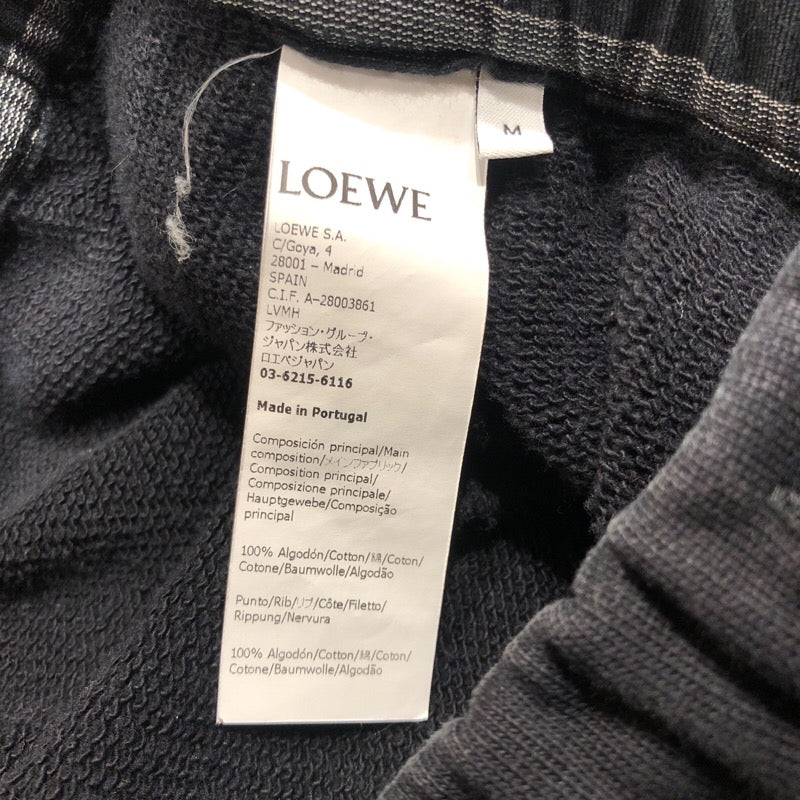 M
LOEWE
LOEWE S.A.
C/Goya, 4
28001 – Madrid
SPAIN
C.I.F. A-28003861
LVMH
ファッション・グループ・
ジャパン株式会社
ロエベジャパン
03-6215-6116
Made in Portugal
Composición principal/Main
composition/メインファブリック/
Composition principal/
Composizione principale/
Hauptgewebe/Composição
principal
100% Algodón/Cotton/綿/Coton/
Cotone/Baumwolle/Algodão
Punto/Rib/リブ/Côte/Filetto/
Rippung/Nervura
100% Algodón/Cotton/綿/Coton/
Cotone/Baumwolle/Algodão